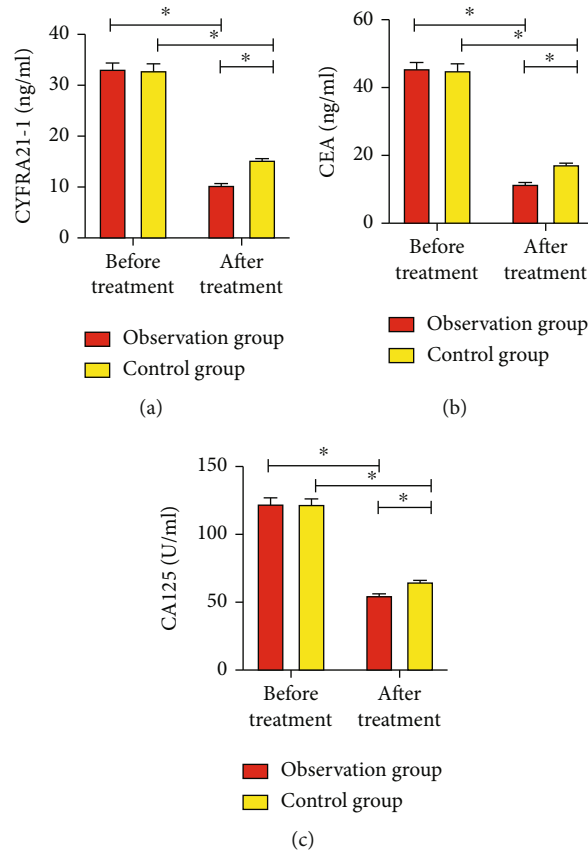 * 
*
*
40
30
20
10
0
CYFRA21-1 (ng/ml)
Before treatment
After treatment
Observation group
Control group
(a)
*
*
*
60
40
20
0
CEA (ng/ml)
Before treatment
After treatment
Observation group
Control group
(b)
*
*
*
150
100
50
0
CA125 (U/ml)
Before treatment
After treatment
Observation group
Control group
(c)